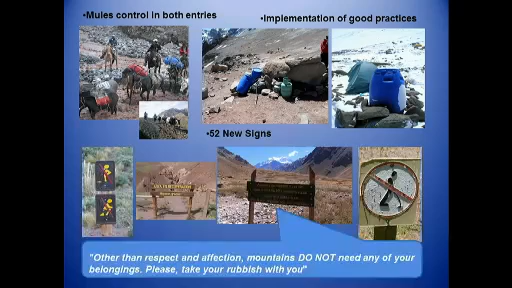 •Mules control in both entries
•Implementation of good practices
•52 New Signs
"Other than respect and affection, mountains DO NOT need any of your
belongings. Please, take your rubbish with you"